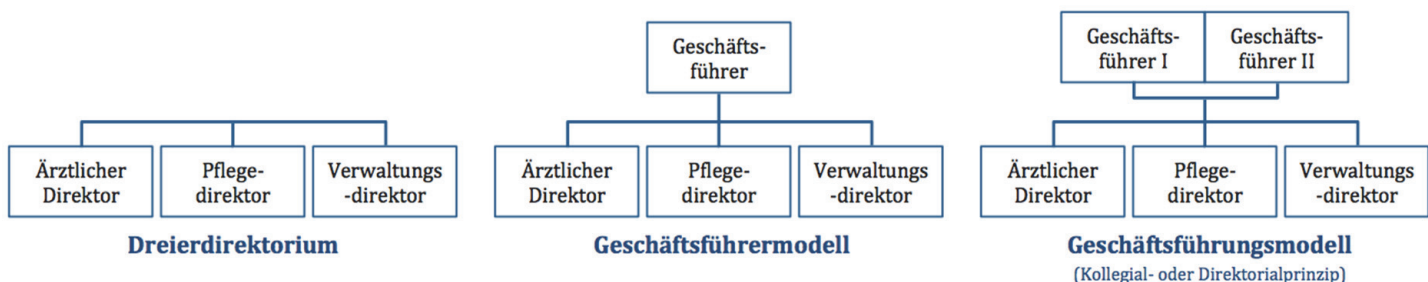 Geschäfts-
führer
Geschäfts-
führer I
Geschäfts-
führer II
Ärztlicher
Direktor
Pflege-
direktor
Verwaltungs
-direktor
Ärztlicher
Direktor
Pflege-
direktor
Verwaltungs
-direktor
Ärztlicher
Direktor
Pflege-
direktor
Verwaltungs
-direktor
Dreierdirektorium
Geschäftsführermodell
Geschäftsführungsmodell
(Kollegial- oder Direktorialprinzip)